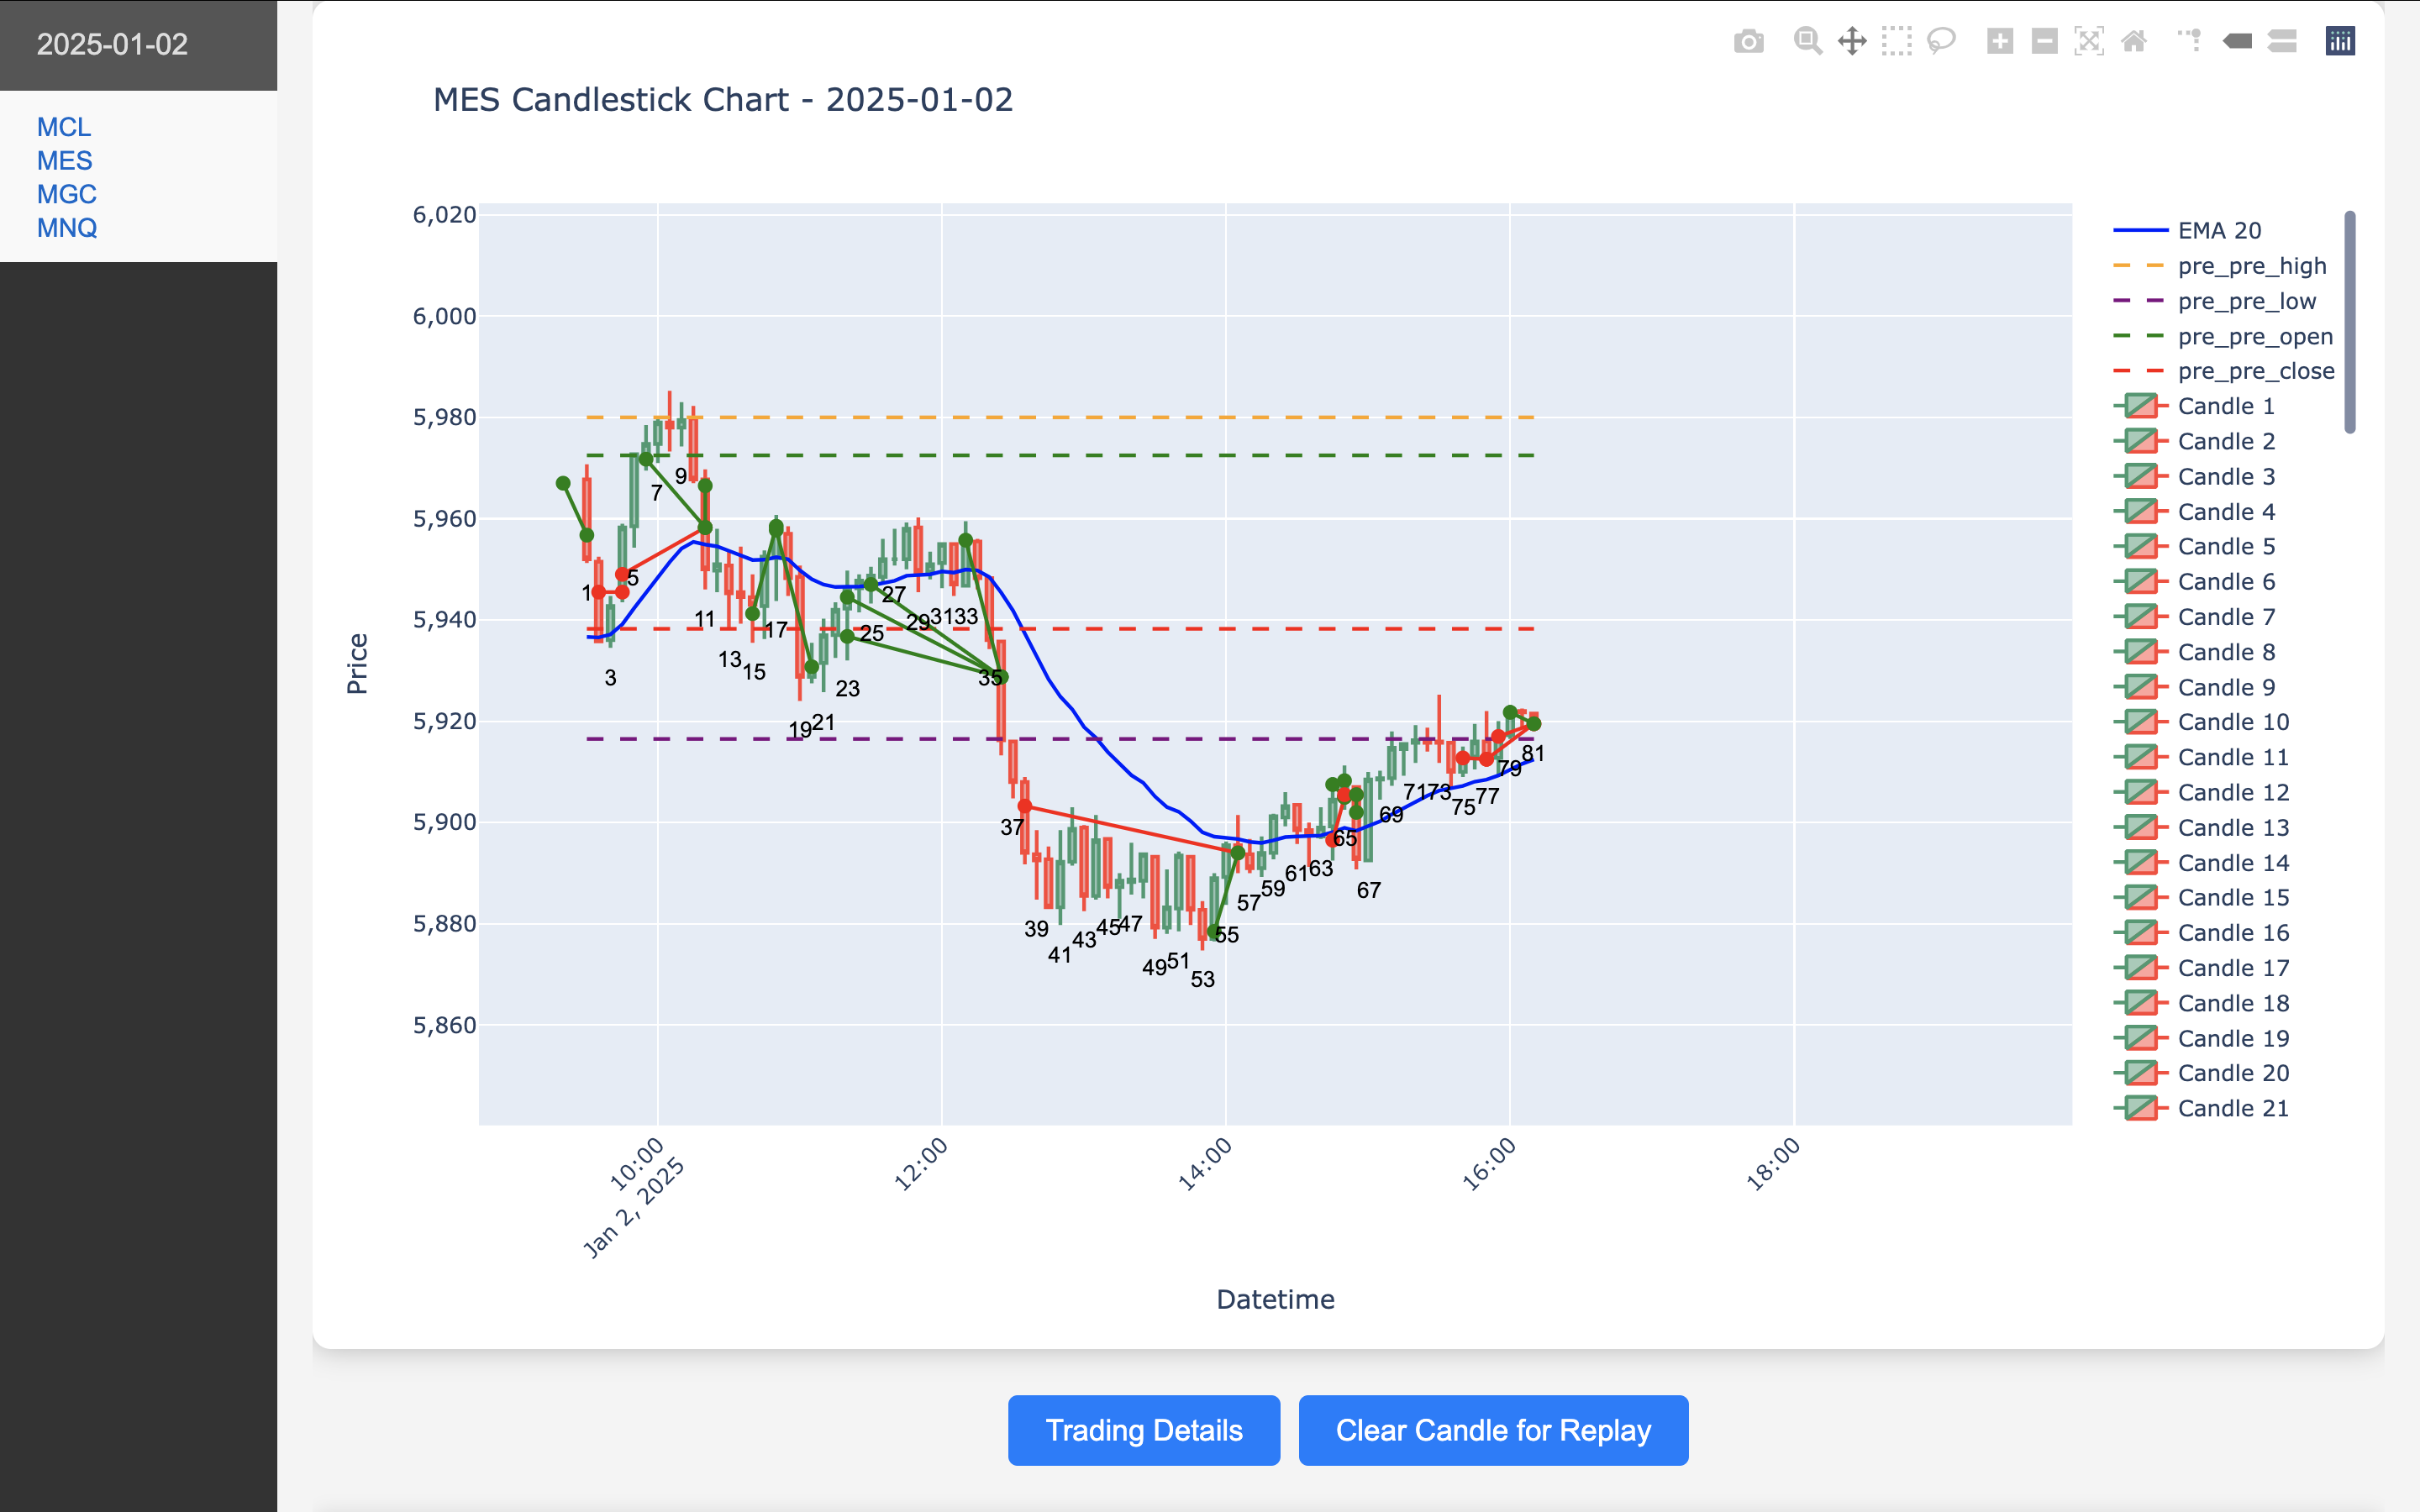 2025-01-02
MCL
MES
MGC
MNQ
MES Candlestick Chart - 2025-01-02
6,020
6,000
5,980
5,960
5,940
5,920
5,900
5,880
5,860
Price
1
3
5
7
9
11
13
15
17
19
21
23
25
27
29
31
33
35
37
39
41
43
45
47
49
51
53
55
57
59
61
63
65
67
69
71
73
75
77
79
81
10:00
Jan 2, 2025
12:00
14:00
16:00
18:00
Datetime
EMA 20
pre_pre_high
pre_pre_low
pre_pre_open
pre_pre_close
Candle 1
Candle 2
Candle 3
Candle 4
Candle 5
Candle 6
Candle 7
Candle 8
Candle 9
Candle 10
Candle 11
Candle 12
Candle 13
Candle 14
Candle 15
Candle 16
Candle 17
Candle 18
Candle 19
Candle 20
Candle 21
Trading Details
Clear Candle for Replay